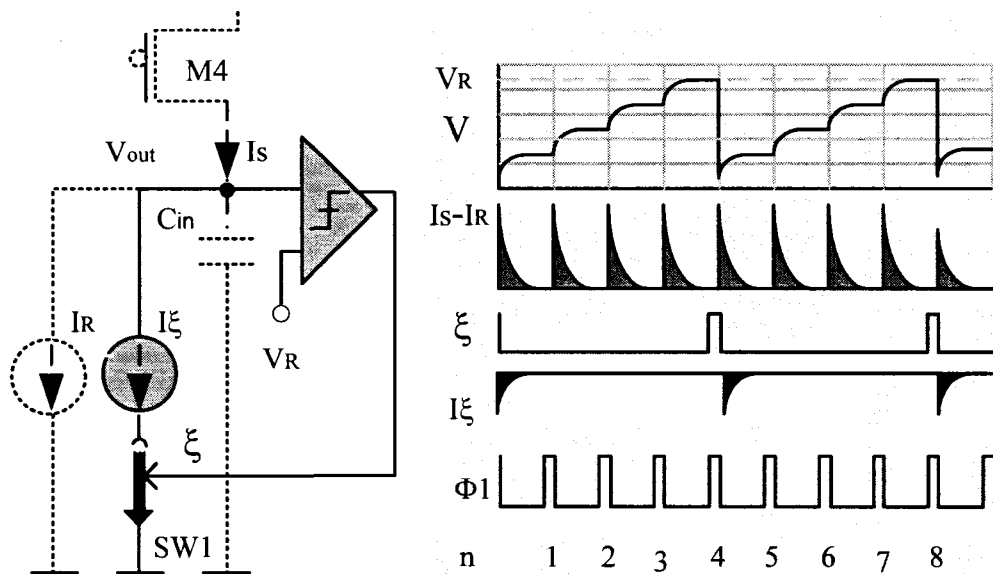 M4
Vout
Is
Cin
IR
Iξ
VR
ξ
SW1
VR
V
Is-IR
ξ
Iξ
Φ1
n 1 2 3 4 5 6 7 8